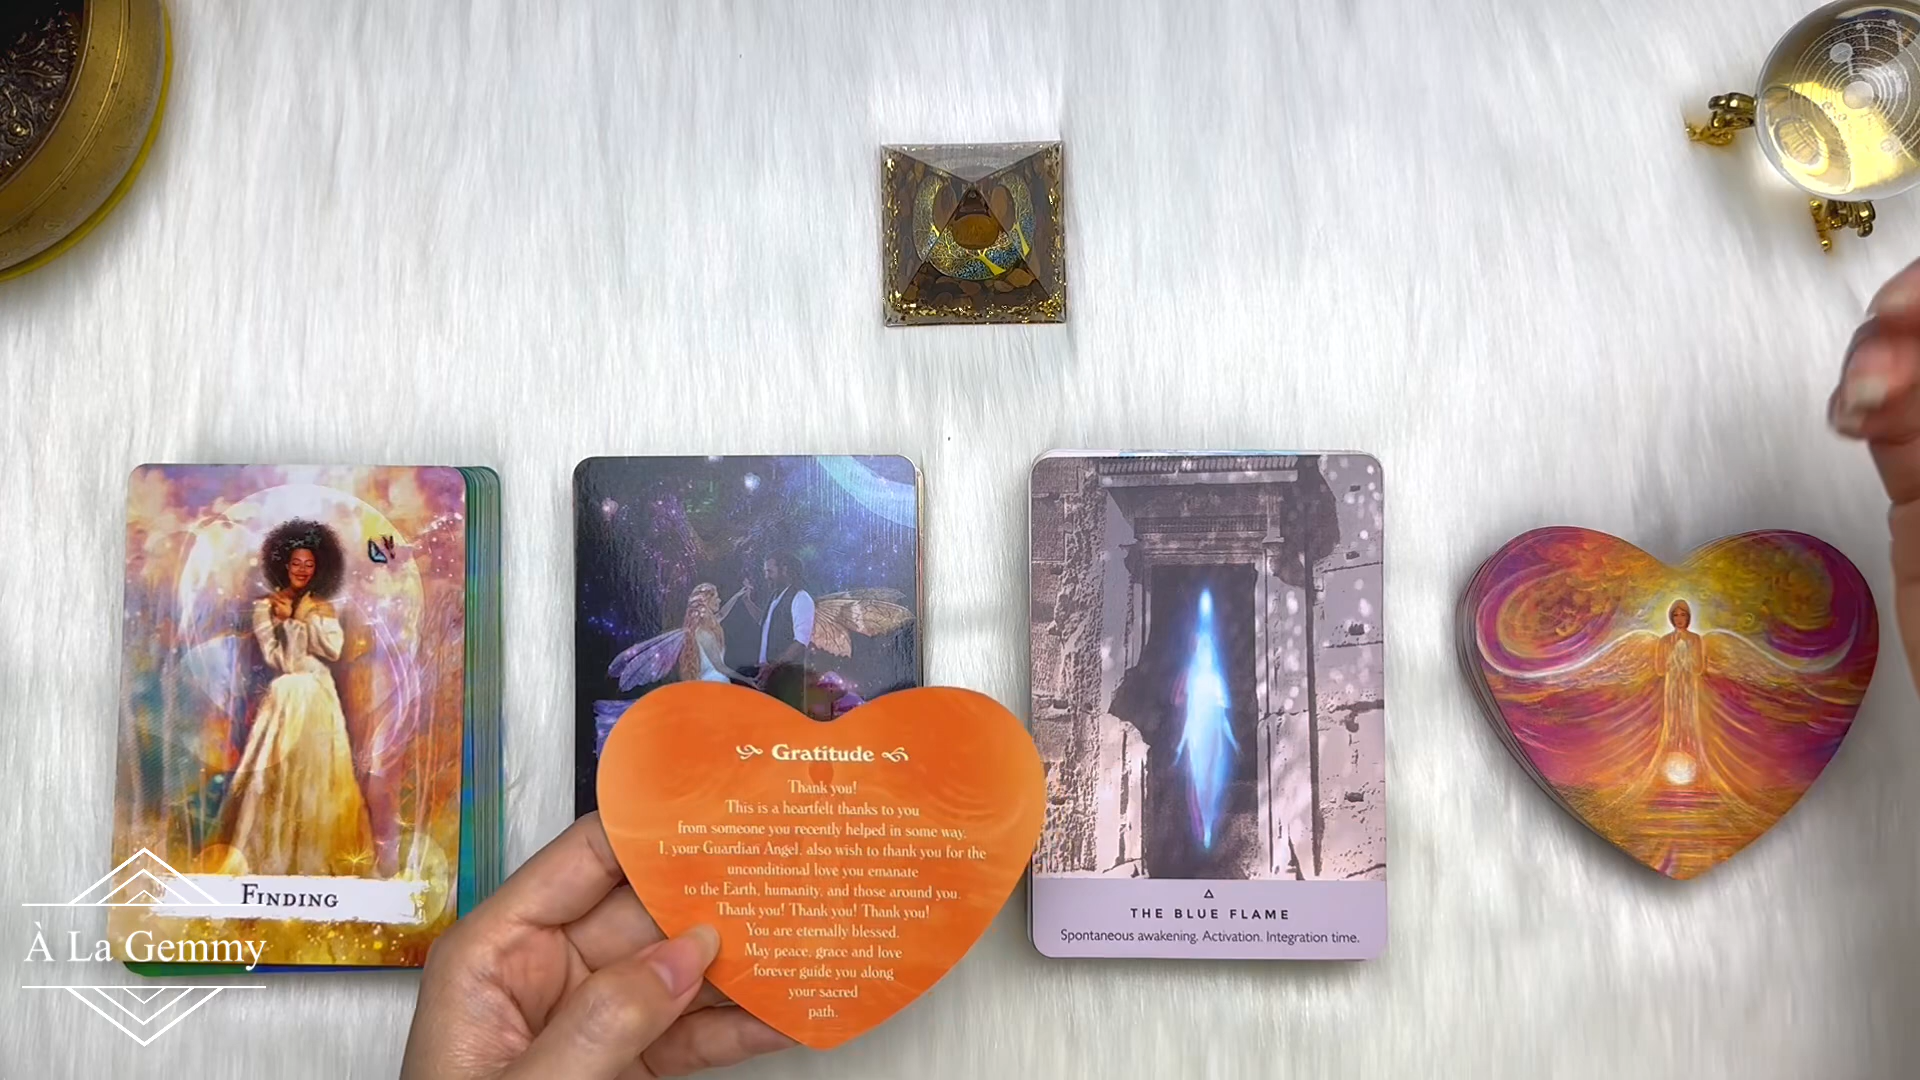 Finding
À La Gemmy
Gratitude
Thank you!
This is a heartfelt thanks to you
from someone you recently helped in some way.
I, your Guardian Angel, also wish to thank you for the
unconditional love you emanate
to the Earth, humanity, and those around you.
Thank you! Thank you! Thank you!
You are eternally blessed.
May peace, grace and love
forever guide you along
your sacred
path.
THE BLUE FLAME
Spontaneous awakening. Activation. Integration time.